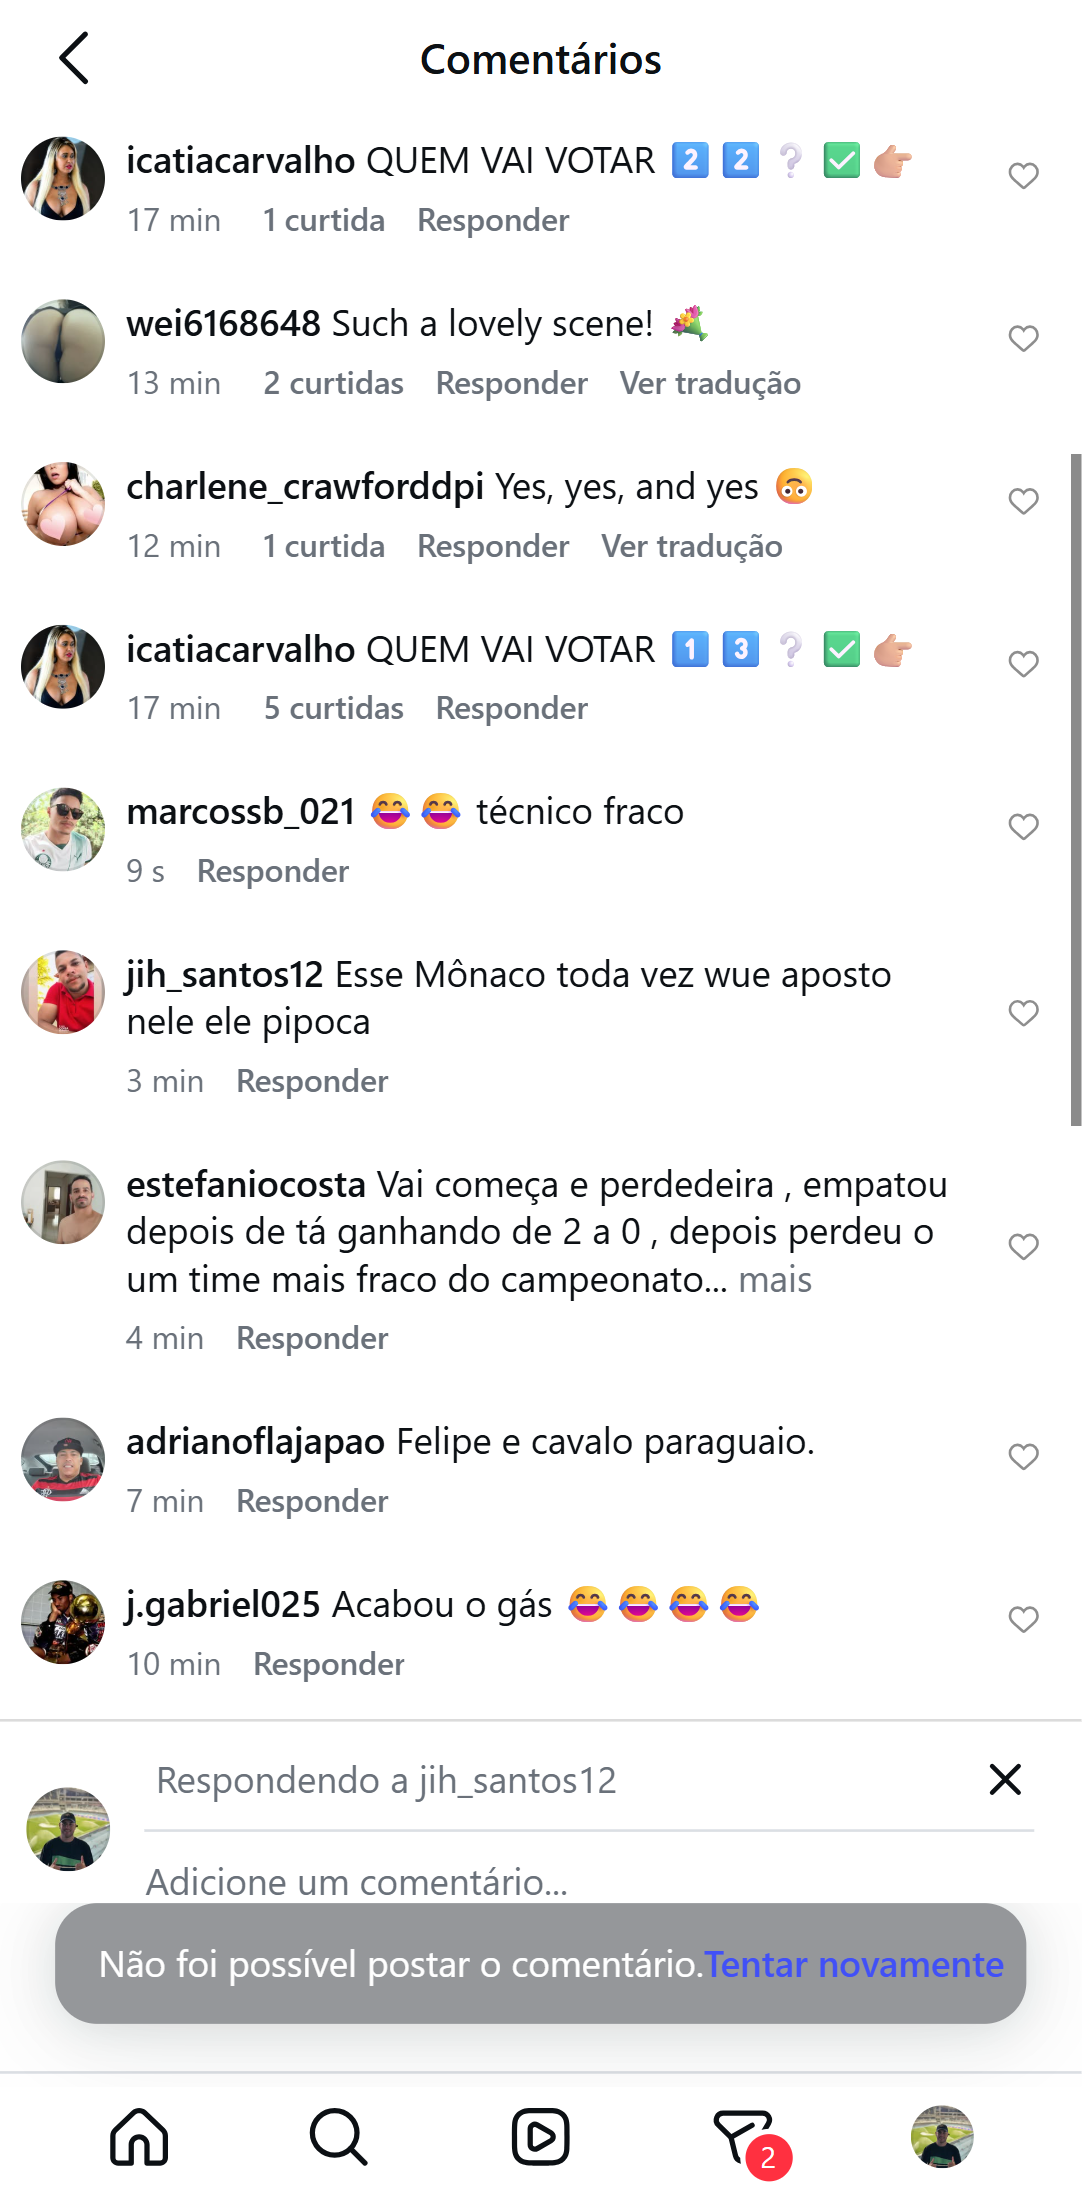 Comentários
icatiacarvalho QUEM VAI VOTAR 2️⃣ 2️⃣ ❔ ✅ 👉🏼
17 min 1 curtida Responder
wei6168648 Such a lovely scene! 💐
13 min 2 curtidas Responder Ver tradução
charlene_crawforddpi Yes, yes, and yes 🙃
12 min 1 curtida Responder Ver tradução
icatiacarvalho QUEM VAI VOTAR 1️⃣ 3️⃣ ❔ ✅ 👉🏼
17 min 5 curtidas Responder
marcossb_021 😂 😂 técnico fraco
9 s Responder
jih_santos12 Esse Mônaco toda vez wue aposto
nele ele pipoca
3 min Responder
estefaniocosta Vai começa e perdedeira , empatou
depois de tá ganhando de 2 a 0 , depois perdeu o
um time mais fraco do campeonato... mais
4 min Responder
adrianoflajapao Felipe e cavalo paraguaio.
7 min Responder
j.gabriel025 Acabou o gás 😂 😂 😂 😂
10 min Responder
Respondendo a jih_santos12
Adicione um comentário...
Não foi possível postar o comentário.Tentar novamente
2